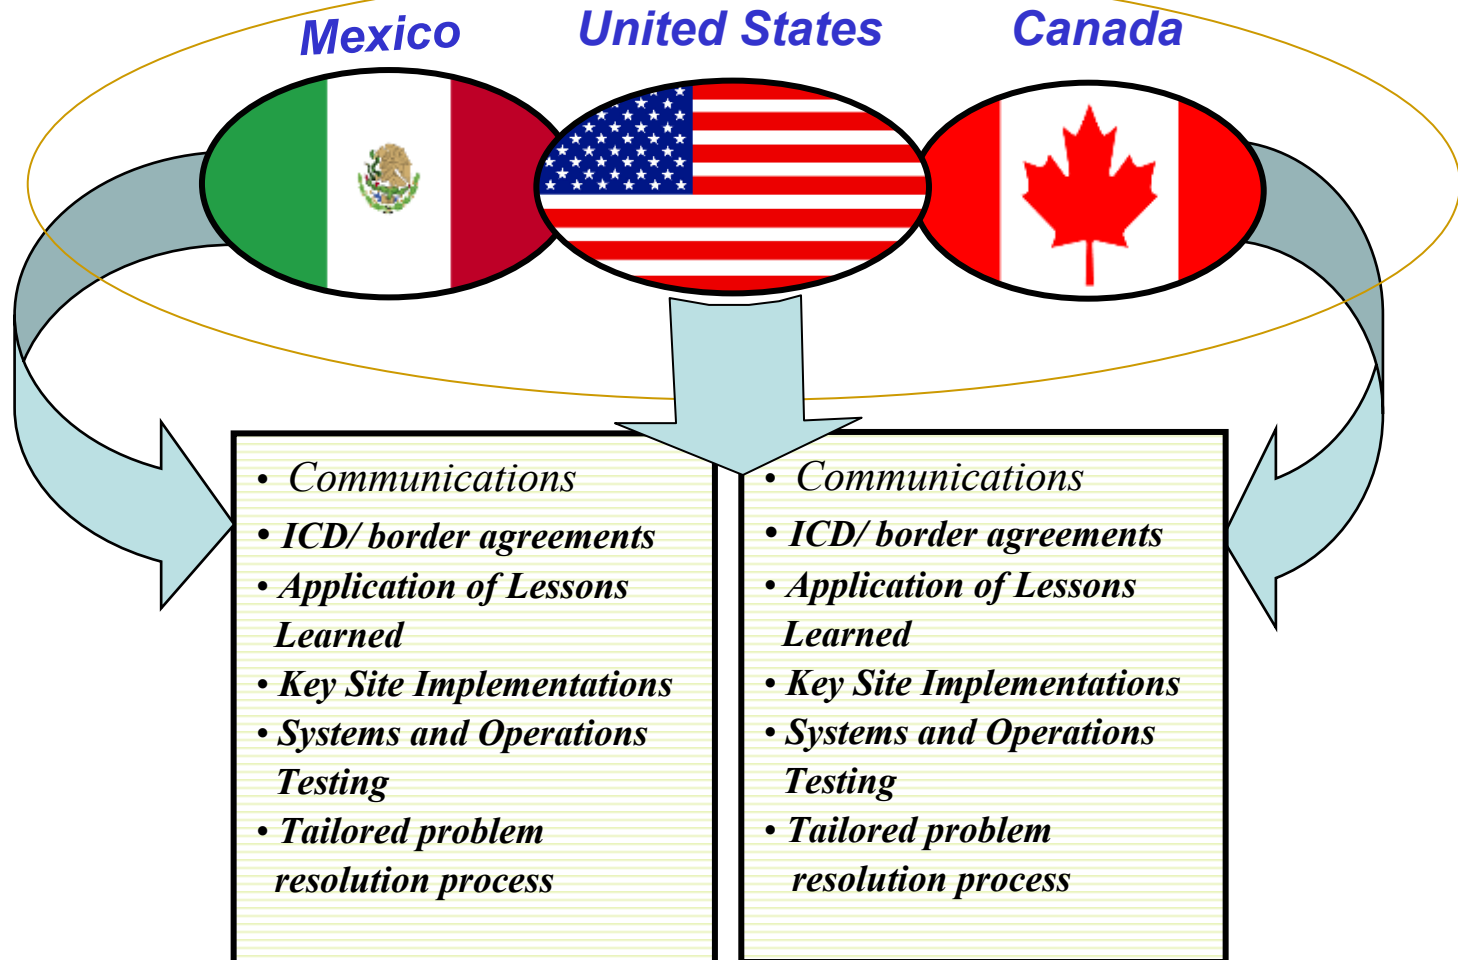 Mexico
United States
Canada
• Communications
• ICD/ border agreements
• Application of Lessons
Learned
• Key Site Implementations
• Systems and Operations
Testing
• Tailored problem
resolution process
• Communications
• ICD/ border agreements
• Application of Lessons
Learned
• Key Site Implementations
• Systems and Operations
Testing
• Tailored problem
resolution process